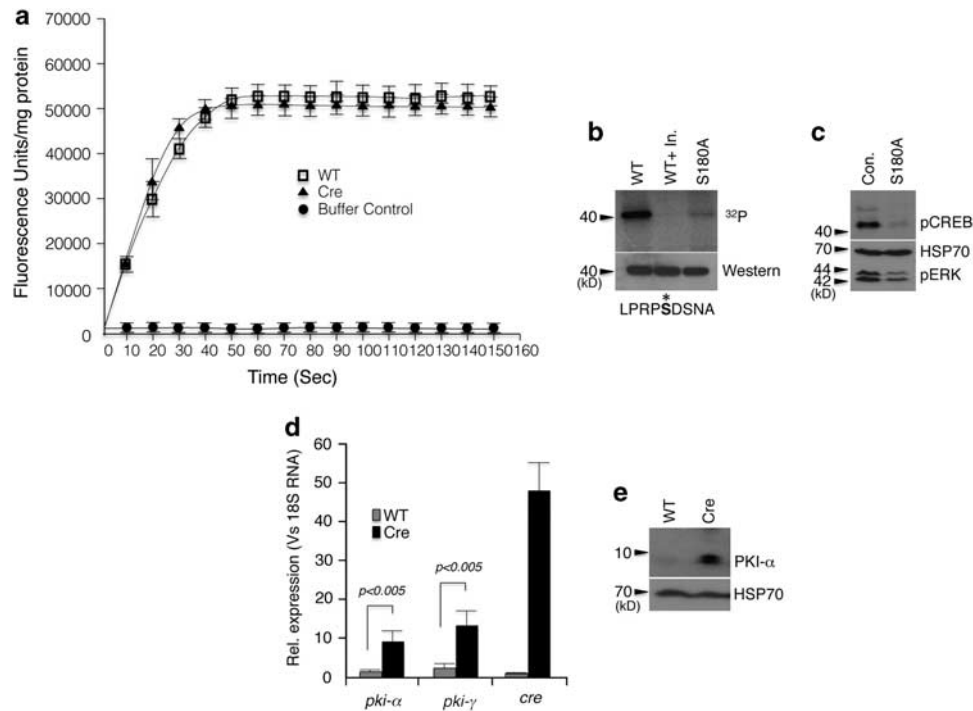 a
Fluorescence Units/mg protein
70000
60000
50000
40000
30000
20000
10000
0
WT
Cre
Buffer Control
0 10 20 30 40 50 60 70 80 90 100 110 120 130 140 150 160
Time (Sec)
b
WT
WT+ In.
S180A
40
32P
40
(kD)
Western
*
LPRPSDSNA
c
Con.
S180A
pCREB
40
70
HSP70
44
pERK
42
(kD)
d
Rel. expression (Vs 18S RNA)
60
50
40
30
20
10
0
WT
Cre
p<0.005
p<0.005
pki-α
pki-γ
cre
e
WT
Cre
10
PKI-α
70
(kD)
HSP70